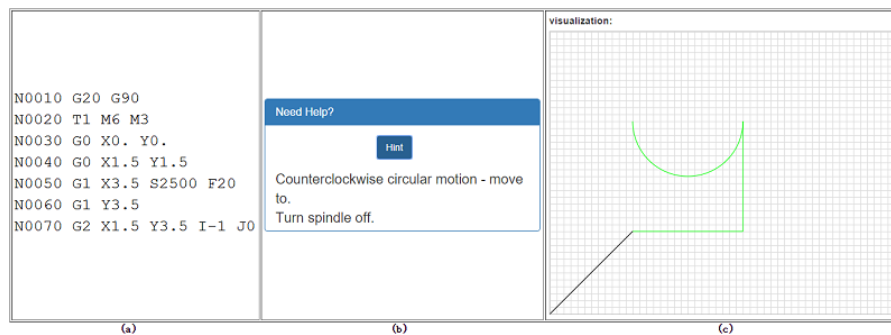 N0010 G20 G90
N0020 T1 M6 M3
N0030 G0 X0. Y0.
N0040 G0 X1.5 Y1.5
N0050 G1 X3.5 S2500 F20
N0060 G1 Y3.5
N0070 G2 X1.5 Y3.5 I-1 J0
(a)
Need Help?
Hint
Counterclockwise circular motion - move
to.
Turn spindle off.
(b)
visualization:
(c)